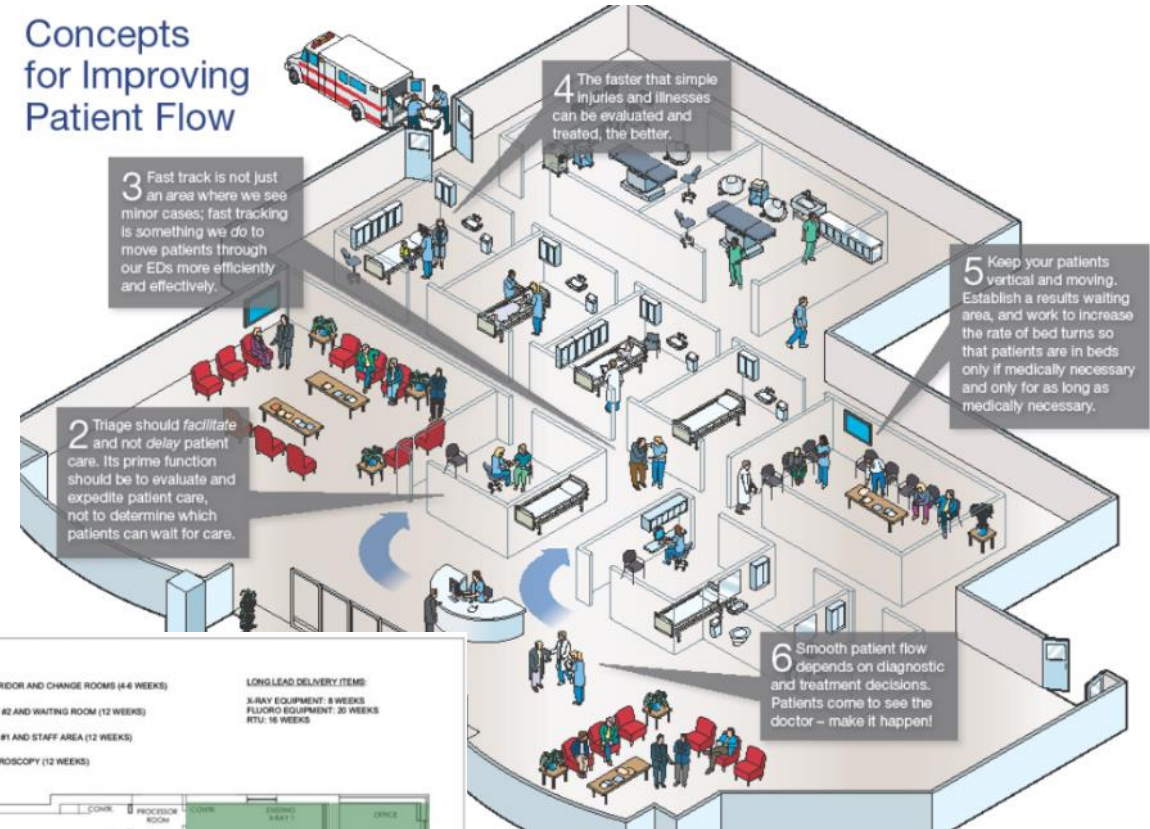 Concepts
for Improving
Patient Flow
4 The faster that simple
injuries and illnesses
can be evaluated and
treated, the better.
3 Fast track is not just
an area where we see
minor cases; fast tracking
is something we do to
move patients through
our EDs more efficiently
and effectively.
5 Keep your patients
vertical and moving.
Establish a results waiting
area, and work to increase
the rate of bed turns so
that patients are in beds
only if medically necessary
and only for as long as
medically necessary.
2 Triage should facilitate
and not delay patient
care. Its prime function
should be to evaluate and
expedite patient care,
not to determine which
patients can wait for care.
6 Smooth patient flow
depends on diagnostic
and treatment decisions.
Patients come to see the
doctor – make it happen!
RIDOR AND CHANGE ROOMS (4-6 WEEKS)
#2 AND WAITING ROOM (12 WEEKS)
#1 AND STAFF AREA (12 WEEKS)
ROSCOPY (12 WEEKS)
LONG LEAD DELIVERY ITEMS:
X-RAY EQUIPMENT: 8 WEEKS
FLUORO EQUIPMENT: 20 WEEKS
RTU: 16 WEEKS
CONTR.
PROCESSOR
ROOM
CONTR.
EXISTING
X-RAY 1
OFFICE